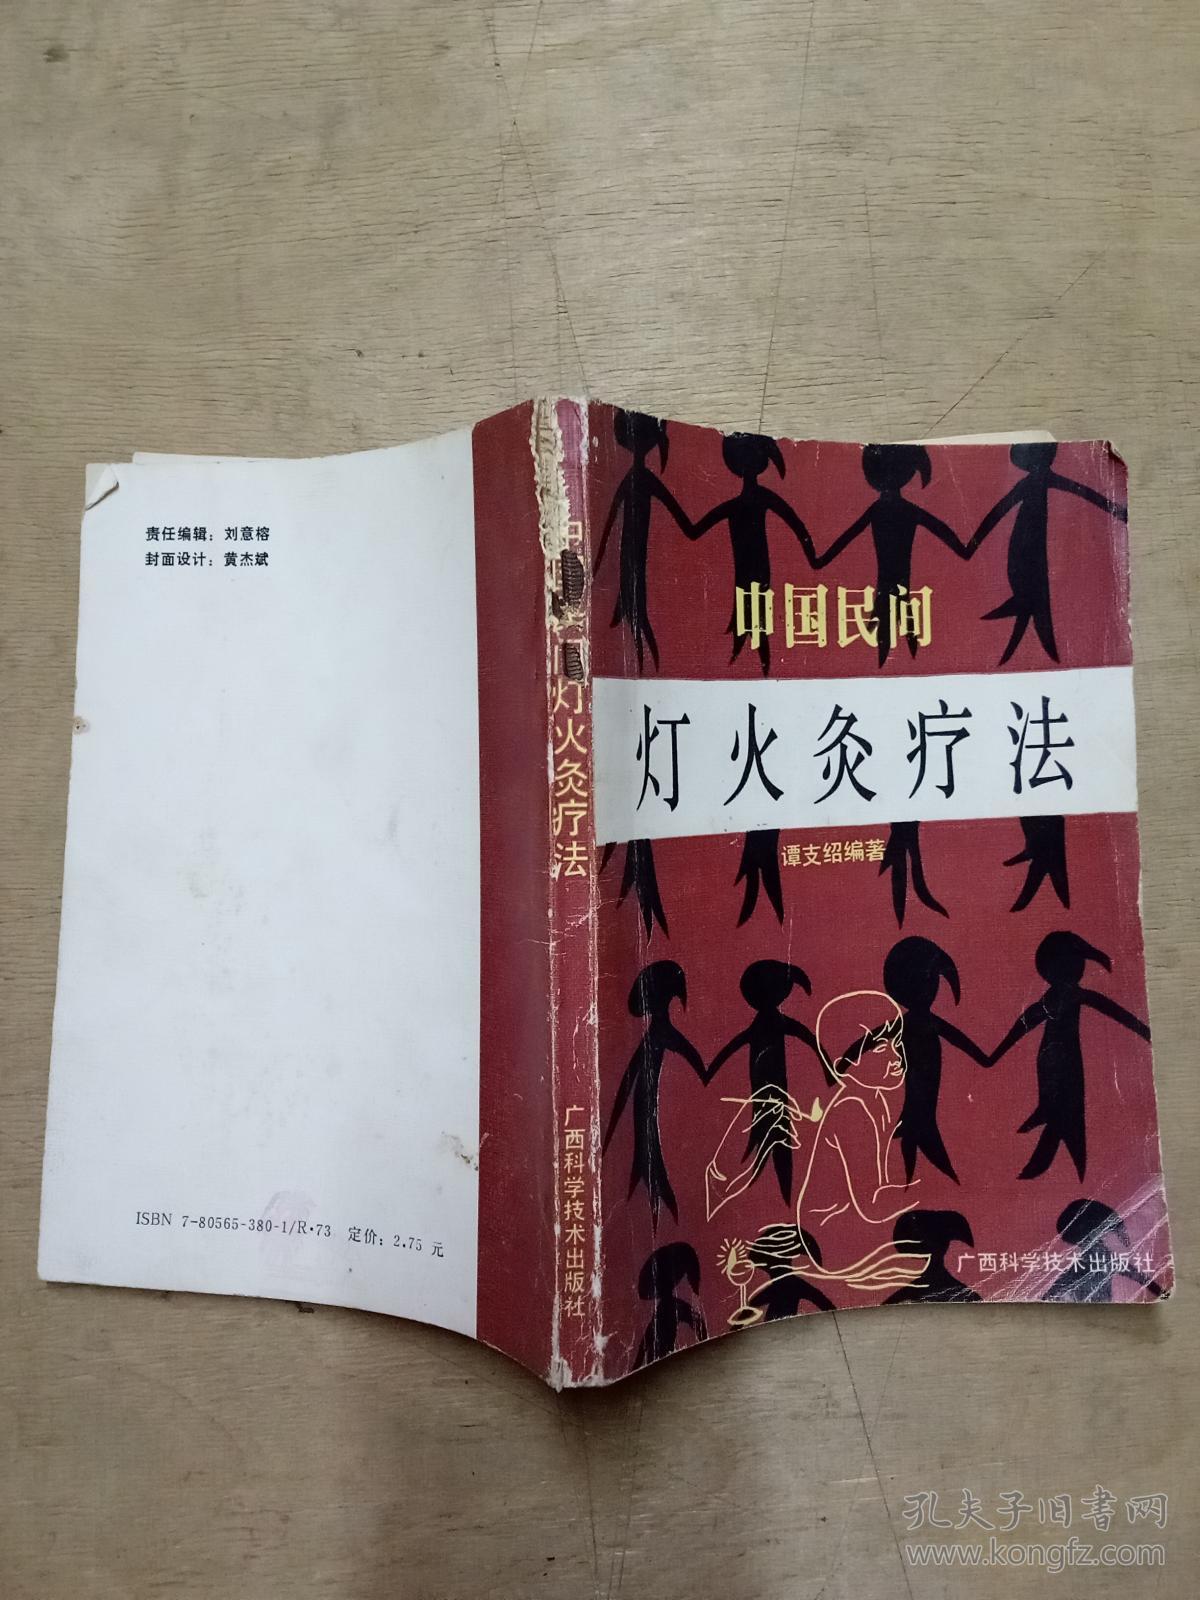 责任编辑：刘意榕
封面设计：黄杰斌
ISBN 7-80565-380-1/R·73 定价：2.75 元
中国民间灯火灸疗法
广西科学技术出版社
中国民间
灯火灸疗法
谭支绍编著
广西科学技术出版社
孔夫子旧书网
www.kongfz.com